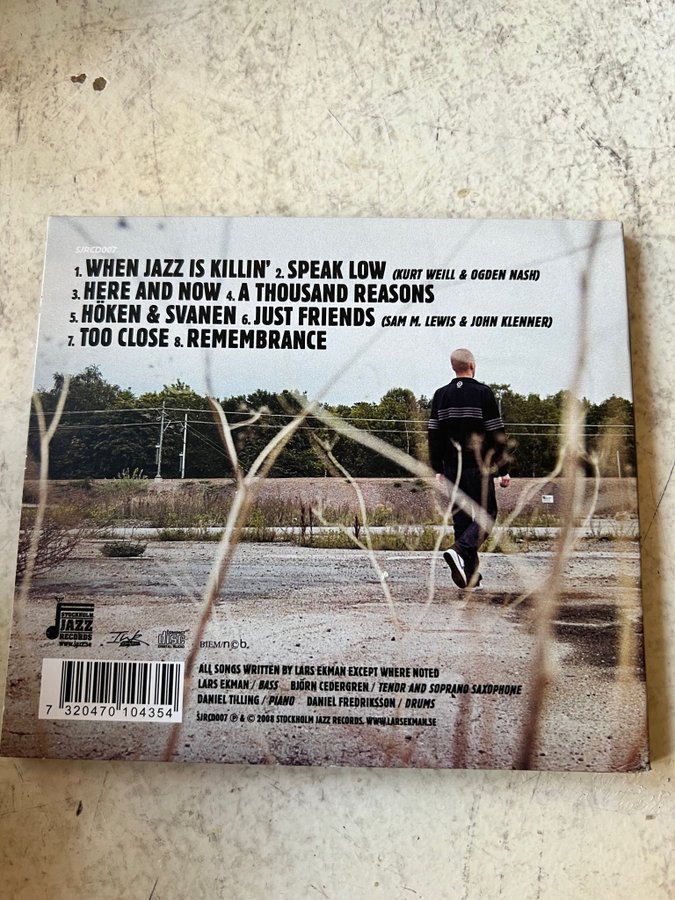 SJRCD007
1. WHEN JAZZ IS KILLIN' 2. SPEAK LOW (KURT WEILL & OGDEN NASH)
3. HERE AND NOW 4. A THOUSAND REASONS
5. HÖKEN & SVANEN 6. JUST FRIENDS (SAM M. LEWIS & JOHN KLENNER)
7. TOO CLOSE 8. REMEMBRANCE
STOCKHOLM
JAZZ
RECORDS
BIEM/n©b
ALL SONGS WRITTEN BY LARS EKMAN EXCEPT WHERE NOTED
LARS EKMAN / BASS BJÖRN CEDERGREN / TENOR AND SOPRANO SAXOPHONE
DANIEL TILLING / PIANO DANIEL FREDRIKSSON / DRUMS
SJRCD007 ℗ & © 2008 STOCKHOLM JAZZ RECORDS. WWW.LARSEKMAN.SE
7 320470 104354